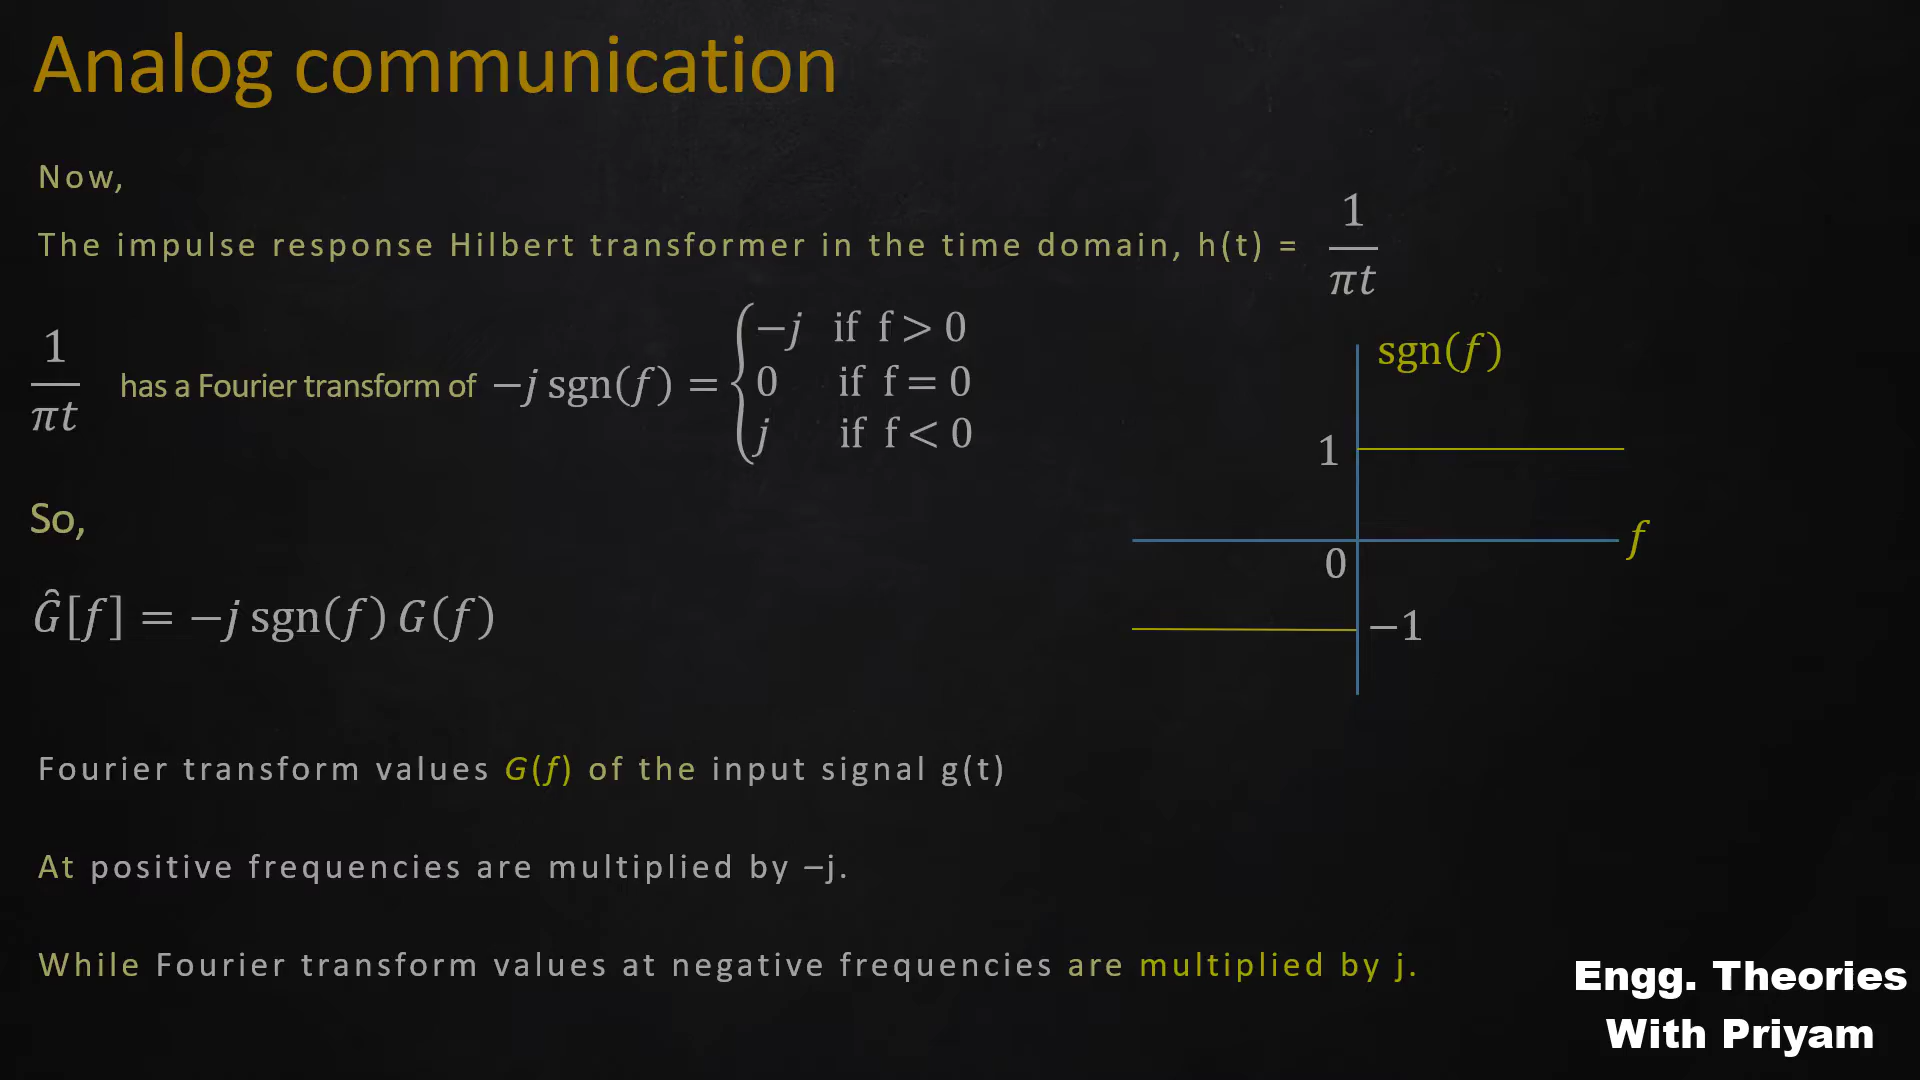 Analog communication
Now,
The impulse response Hilbert transformer in the time domain, h(t) = 1/πt
1/πt has a Fourier transform of −j sgn(f) = { −j if f > 0
0 if f = 0
j if f < 0
sgn(f)
1
f
0
−1
So,
Ĝ[f] = −j sgn(f) G(f)
Fourier transform values G(f) of the input signal g(t)
At positive frequencies are multiplied by –j.
While Fourier transform values at negative frequencies are multiplied by j.
Engg. Theories
With Priyam